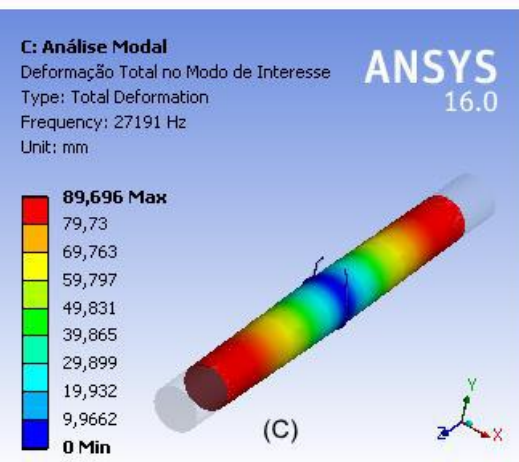 C: Análise Modal
Deformação Total no Modo de Interesse
Type: Total Deformation
Frequency: 27191 Hz
Unit: mm
ANSYS
16.0
89,696 Max
79,73
69,763
59,797
49,831
39,865
29,899
19,932
9,9662
0 Min
(C)
Y
Z
X